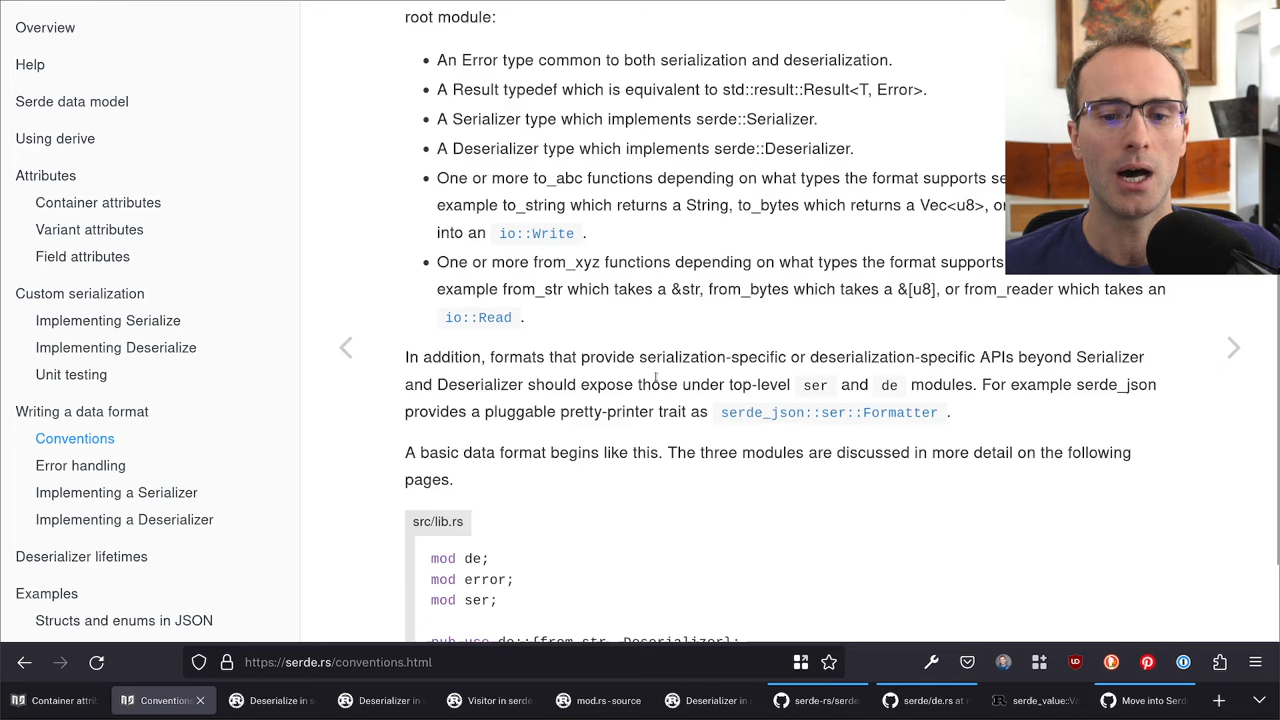 Overview
Help
Serde data model
Using derive
Attributes
Container attributes
Variant attributes
Field attributes
Custom serialization
Implementing Serialize
Implementing Deserialize
Unit testing
Writing a data format
Conventions
Error handling
Implementing a Serializer
Implementing a Deserializer
Deserializer lifetimes
Examples
Structs and enums in JSON
root module:
• An Error type common to both serialization and deserialization.
• A Result typedef which is equivalent to std::result::Result<T, Error>.
• A Serializer type which implements serde::Serializer.
• A Deserializer type which implements serde::Deserializer.
• One or more to_abc functions depending on what types the format supports se
example to_string which returns a String, to_bytes which returns a Vec<u8>, or
into an io::Write .
• One or more from_xyz functions depending on what types the format supports
example from_str which takes a &str, from_bytes which takes a &[u8], or from_reader which takes an
io::Read .
In addition, formats that provide serialization-specific or deserialization-specific APIs beyond Serializer
and Deserializer should expose those under top-level ser and de modules. For example serde_json
provides a pluggable pretty-printer trait as serde_json::ser::Formatter .
A basic data format begins like this. The three modules are discussed in more detail on the following
pages.
src/lib.rs
mod de;
mod error;
mod ser;
pub use de::{from_str, Deserializer};
https://serde.rs/conventions.html
Container attri
Conventions
Deserialize in s
Deserializer in
Visitor in serde
mod.rs - source
Deserializer in
serde-rs/serde
serde/de.rs at
serde_value::Va
Move into Serd